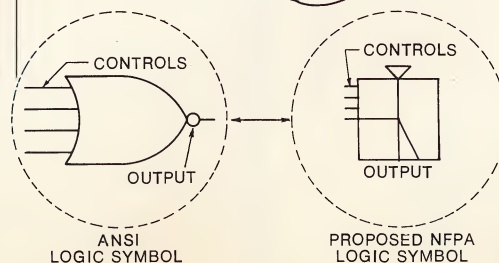 CONTROLS
OUTPUT
ANSI
LOGIC SYMBOL
CONTROLS
OUTPUT
PROPOSED NFPA
LOGIC SYMBOL